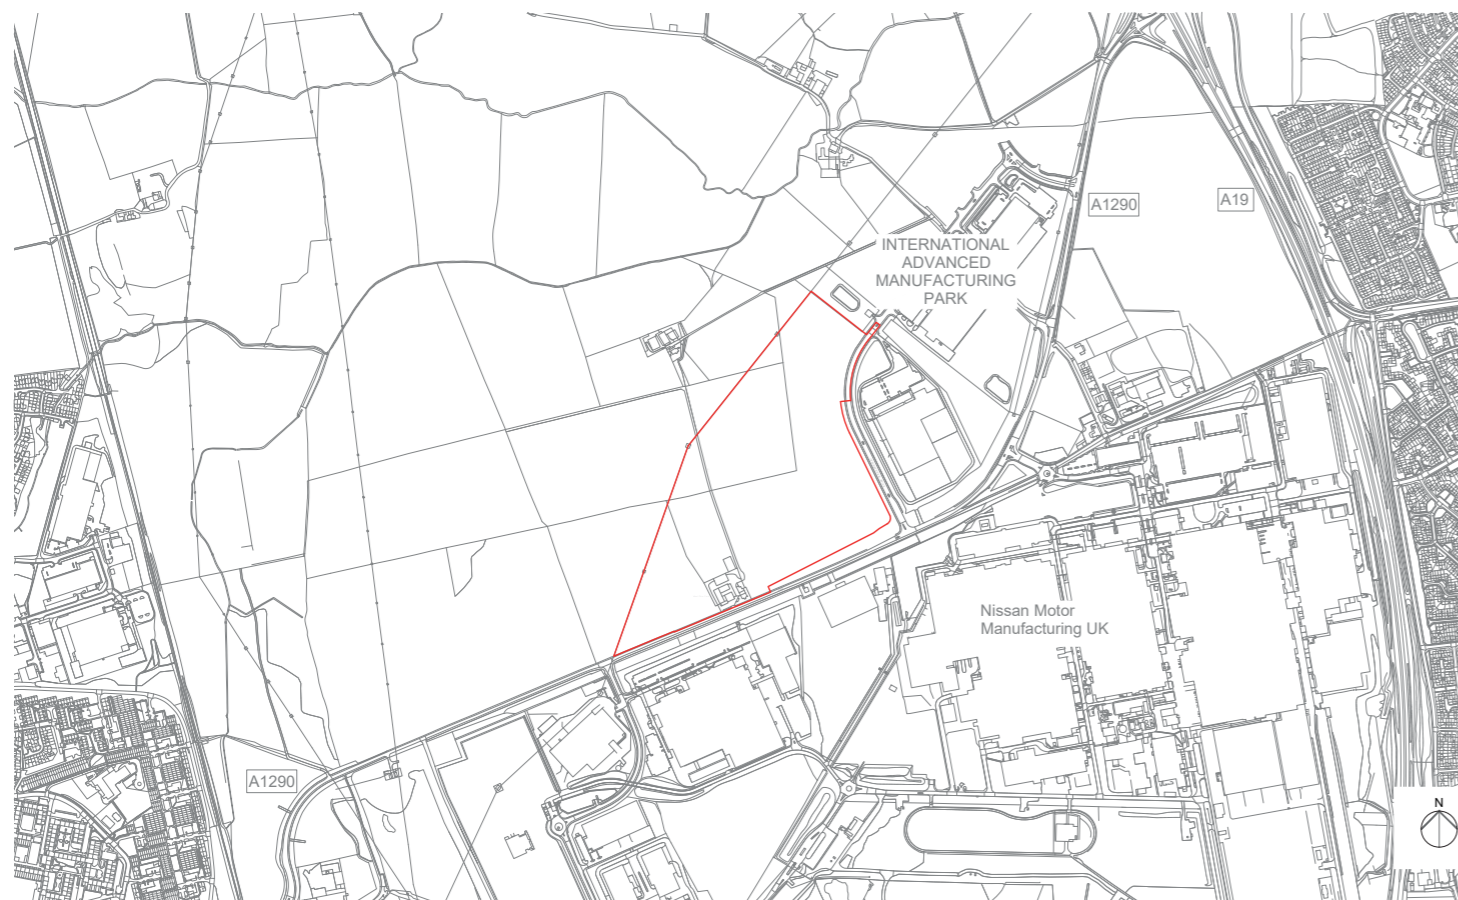 A1290
A19
INTERNATIONAL
ADVANCED
MANUFACTURING
PARK
Nissan Motor
Manufacturing UK
A1290
N